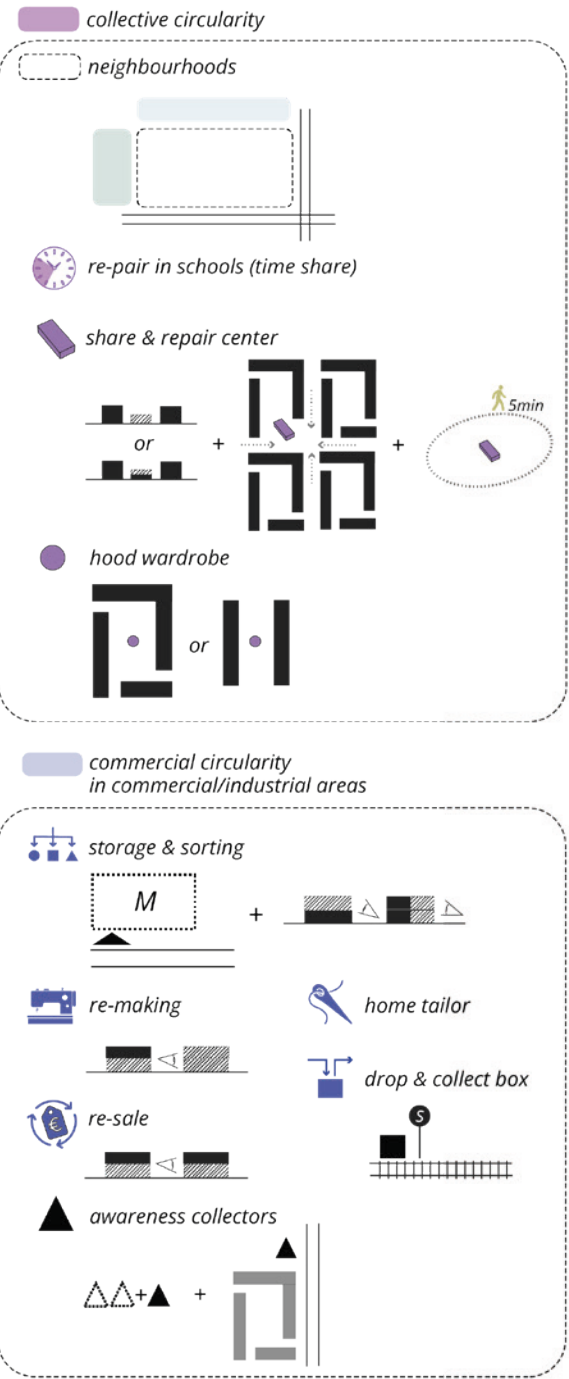 collective circularity
neighbourhoods
re-pair in schools (time share)
share & repair center
5min
or
+
+
hood wardrobe
or
commercial circularity
in commercial/industrial areas
storage & sorting
M
+
re-making
home tailor
drop & collect box
€
re-sale
S
awareness collectors
+
+